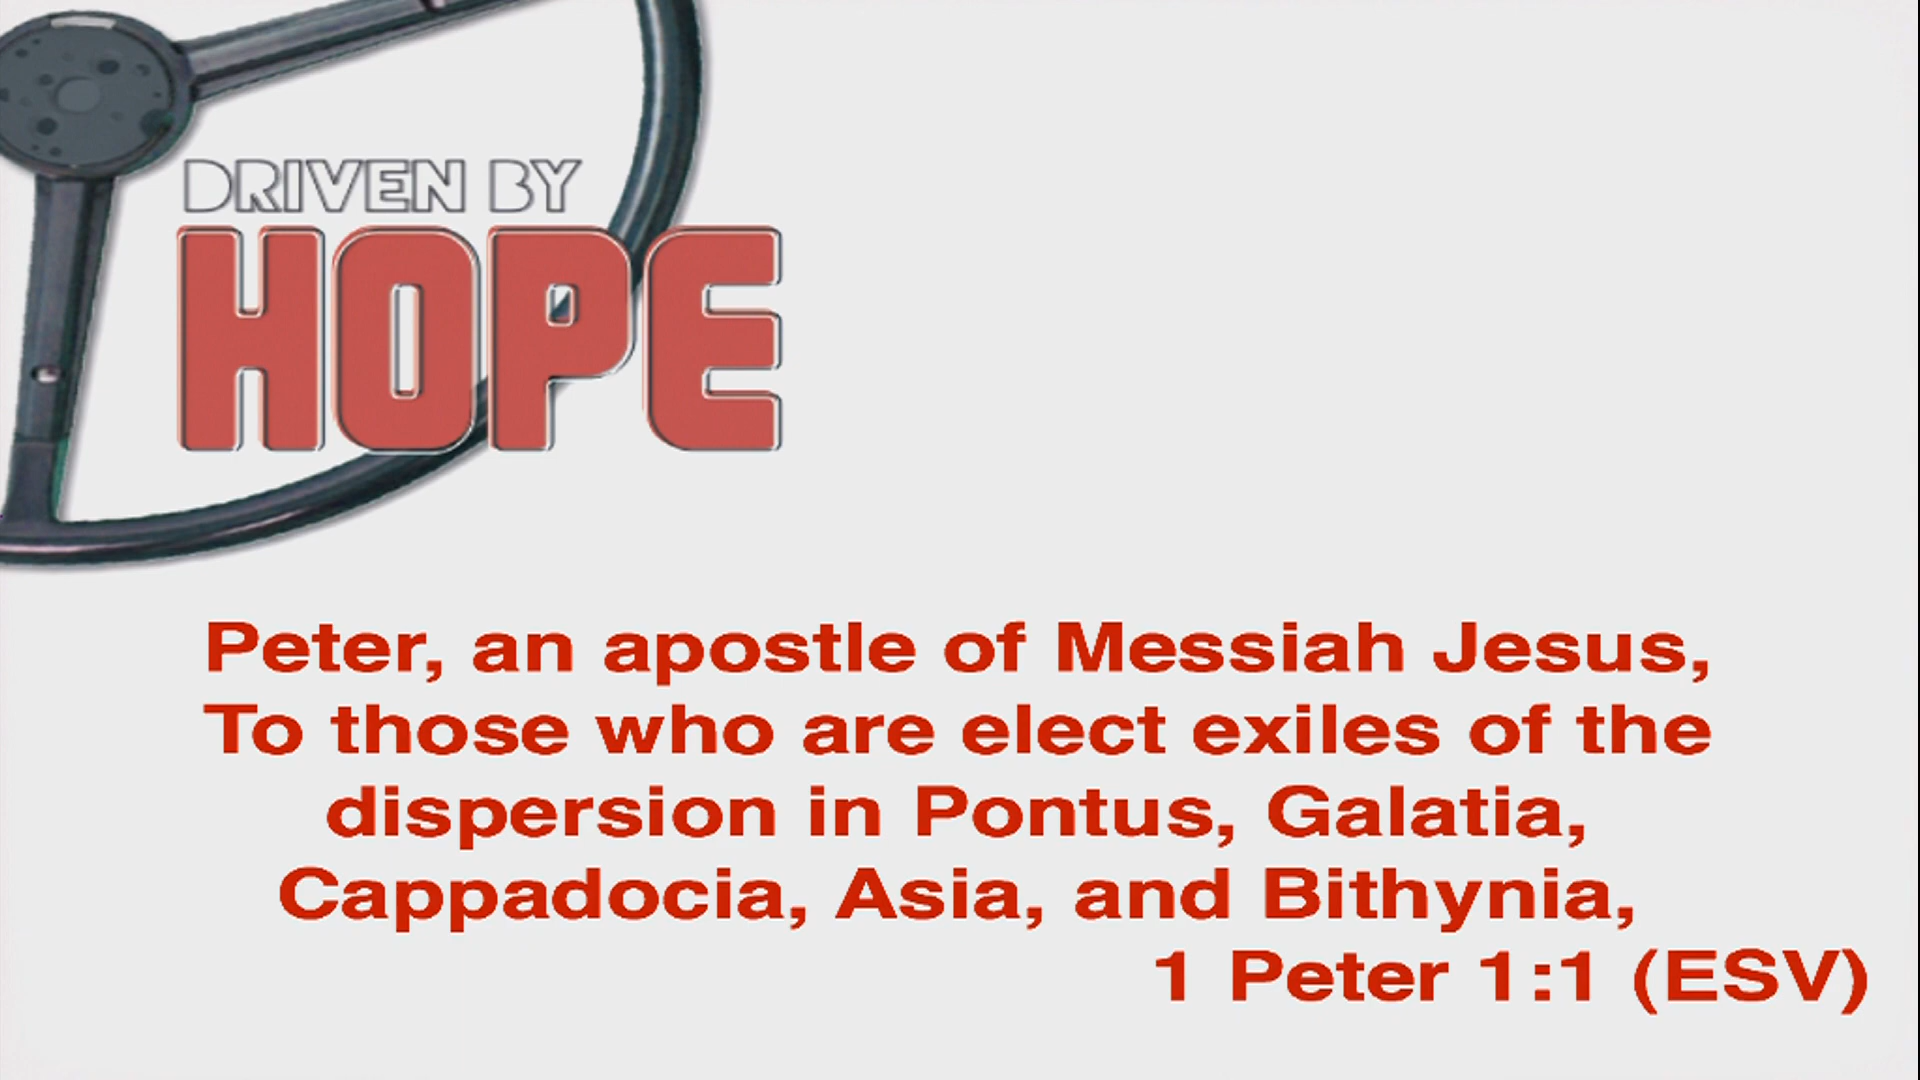 DRIVEN BY
HOPE
Peter, an apostle of Messiah Jesus,
To those who are elect exiles of the
dispersion in Pontus, Galatia,
Cappadocia, Asia, and Bithynia,
1 Peter 1:1 (ESV)